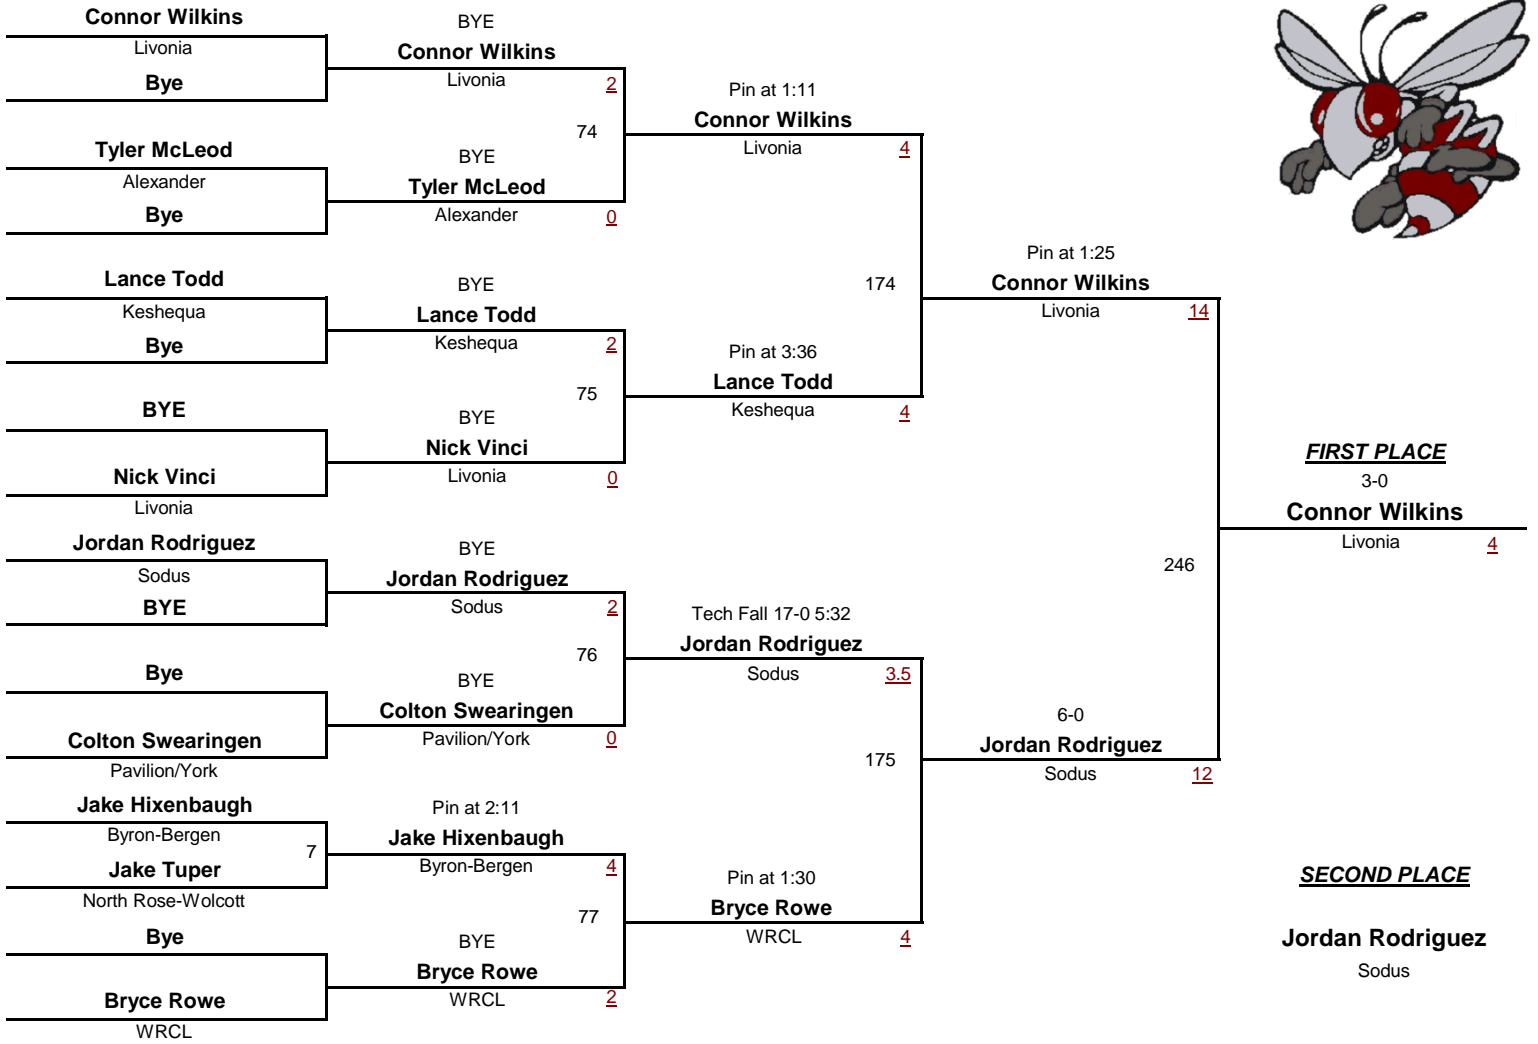 Connor Wilkins
Livonia
Bye
Tyler McLeod
Alexander
Bye
Lance Todd
Keshequa
Bye
BYE
Nick Vinci
Livonia
Jordan Rodriguez
Sodus
BYE
Bye
Colton Swearingen
Pavilion/York
Jake Hixenbaugh
Byron-Bergen
7
Jake Tuper
North Rose-Wolcott
Bye
Bryce Rowe
WRCL
BYE
Connor Wilkins
Livonia 2
74
BYE
Tyler McLeod
Alexander 0
BYE
Lance Todd
Keshequa 2
75
BYE
Nick Vinci
Livonia 0
BYE
Jordan Rodriguez
Sodus 2
76
BYE
Colton Swearingen
Pavilion/York 0
Pin at 2:11
Jake Hixenbaugh
Byron-Bergen 4
77
BYE
Bryce Rowe
WRCL 2
Pin at 1:11
Connor Wilkins
Livonia 4
174
Pin at 3:36
Lance Todd
Keshequa 4
Tech Fall 17-0 5:32
Jordan Rodriguez
Sodus 3.5
175
Pin at 1:30
Bryce Rowe
WRCL 4
Pin at 1:25
Connor Wilkins
Livonia 14
246
6-0
Jordan Rodriguez
Sodus 12
FIRST PLACE
3-0
Connor Wilkins
Livonia 4
SECOND PLACE
Jordan Rodriguez
Sodus